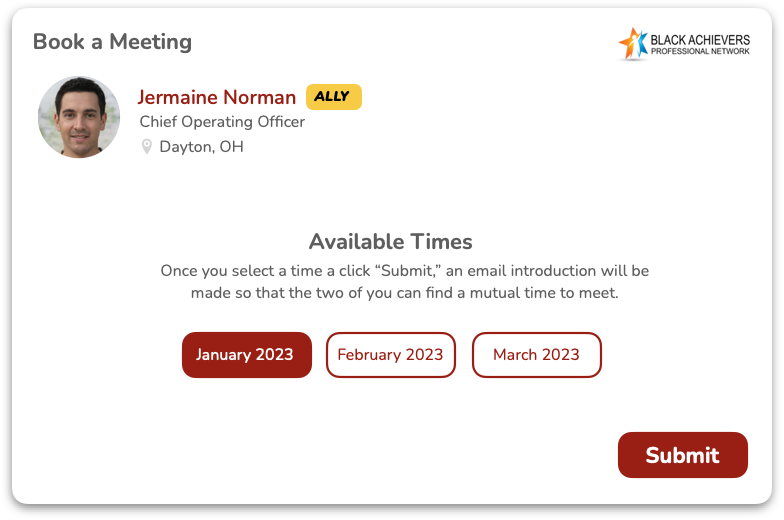 Book a Meeting
BLACK ACHIEVERS
PROFESSIONAL NETWORK
Jermaine Norman
ALLY
Chief Operating Officer
Dayton, OH
Available Times
Once you select a time a click “Submit,” an email introduction will be
made so that the two of you can find a mutual time to meet.
January 2023
February 2023
March 2023
Submit